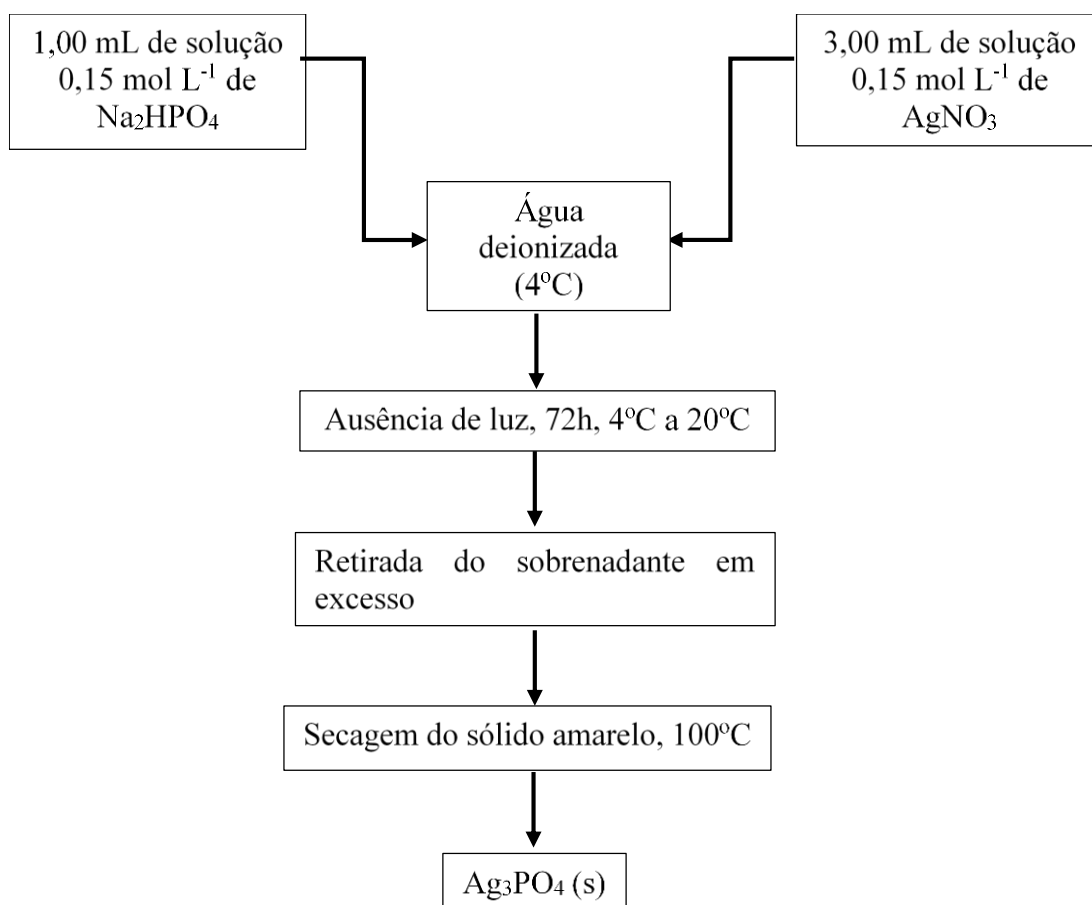 1,00 mL de solução
0,15 mol L⁻¹ de
Na₂HPO₄
3,00 mL de solução
0,15 mol L⁻¹ de
AgNO₃
Água
deionizada
(4ºC)
Ausência de luz, 72h, 4ºC a 20ºC
Retirada do sobrenadante em
excesso
Secagem do sólido amarelo, 100ºC
Ag₃PO₄ (s)